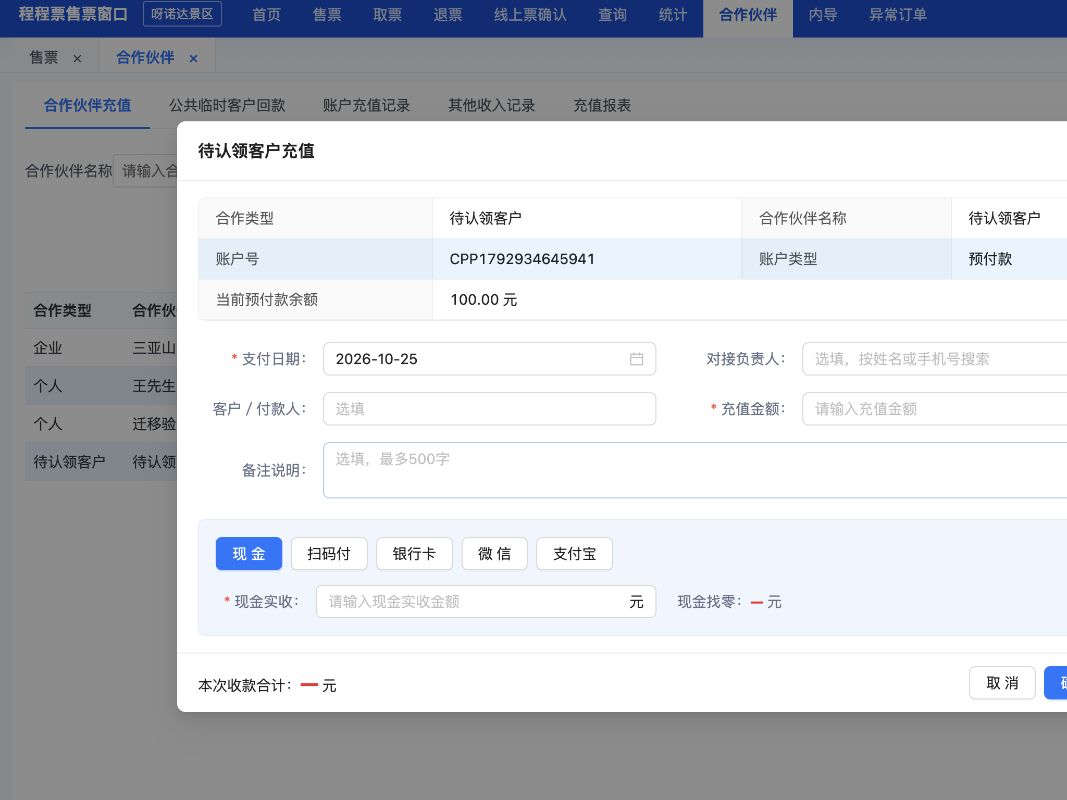 程程票售票窗口 呀诺达景区 首页 售票 取票 退票 线上票确认 查询 统计 合作伙伴 内导 异常订单
售票 × 合作伙伴 ×
合作伙伴充值 公共临时客户回款 账户充值记录 其他收入记录 充值报表
待认领客户充值
合作伙伴名称 请输入合
合作类型 待认领客户 合作伙伴名称 待认领客户
账户号 CPP1792934645941 账户类型 预付款
当前预付款余额 100.00 元
合作类型 合作伙
企业 三亚山
个人 王先生
个人 迁移验
待认领客户 待认领
* 支付日期: 2026-10-25 对接负责人: 选填，按姓名或手机号搜索
客户 / 付款人: 选填 * 充值金额: 请输入充值金额
备注说明: 选填，最多500字
现 金 扫码付 银行卡 微 信 支付宝
* 现金实收: 请输入现金实收金额 元 现金找零: — 元
本次收款合计: — 元 取 消